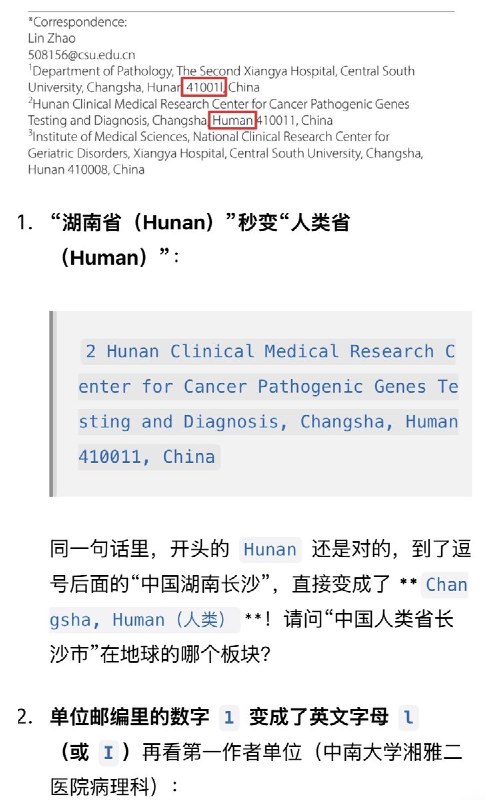 *Correspondence:
Lin Zhao
508156@csu.edu.cn
1Department of Pathology, The Second Xiangya Hospital, Central South
University, Changsha, Hunan 41001l, China
2Hunan Clinical Medical Research Center for Cancer Pathogenic Genes
Testing and Diagnosis, Changsha, Human 410011, China
3Institute of Medical Sciences, National Clinical Research Center for
Geriatric Disorders, Xiangya Hospital, Central South University, Changsha,
Hunan 410008, China
1. “湖南省（Hunan）”秒变“人类省
（Human）”：
2 Hunan Clinical Medical Research C
enter for Cancer Pathogenic Genes Te
sting and Diagnosis, Changsha, Human
410011, China
同一句话里，开头的 Hunan 还是对的，到了逗
号后面的“中国湖南长沙”，直接变成了 **Chan
gsha, Human（人类）**！请问“中国人类省长
沙市”在地球的哪个板块？
2. 单位邮编里的数字 1 变成了英文字母 l
（或 I）再看第一作者单位（中南大学湘雅二
医院病理科）：